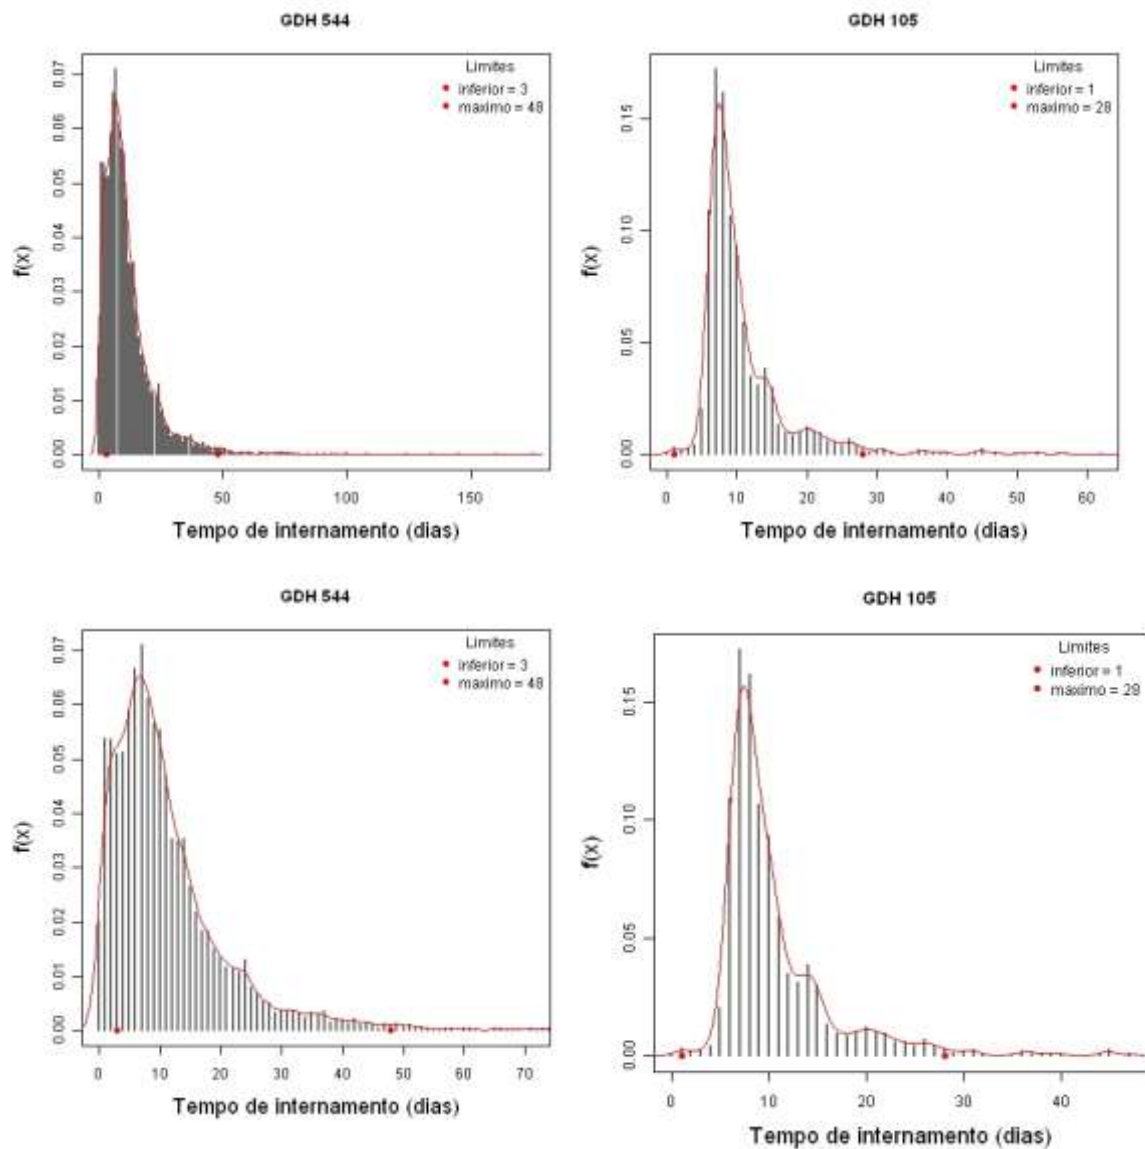 GDH 544
Limites
inferior = 3
maximo = 48
f(x)
0.07
0.06
0.05
0.04
0.03
0.02
0.01
0.00
0 50 100 150
Tempo de internamento (dias)
GDH 105
Limites
inferior = 1
maximo = 28
f(x)
0.15
0.10
0.05
0.00
0 10 20 30 40 50 60
Tempo de internamento (dias)
GDH 544
Limites
inferior = 3
maximo = 48
f(x)
0.07
0.06
0.05
0.04
0.03
0.02
0.01
0.00
0 10 20 30 40 50 60 70
Tempo de internamento (dias)
GDH 105
Limites
inferior = 1
maximo = 28
f(x)
0.15
0.10
0.05
0.00
0 10 20 30 40
Tempo de internamento (dias)